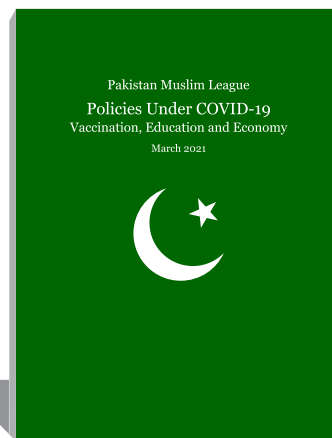 Pakistan Muslim League
Policies Under COVID-19
Vaccination, Education and Economy
March 2021